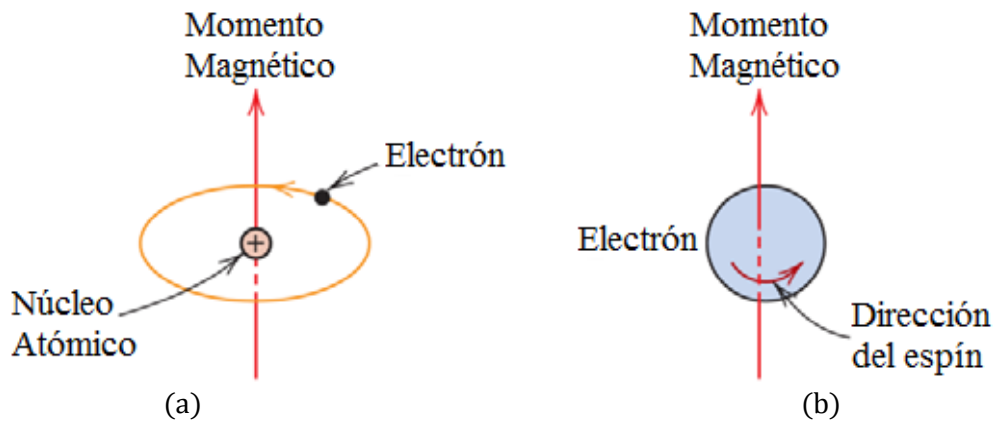 Momento
Magnético
Electrón
+
Núcleo
Atómico
(a)
Momento
Magnético
Electrón
Dirección
del espín
(b)